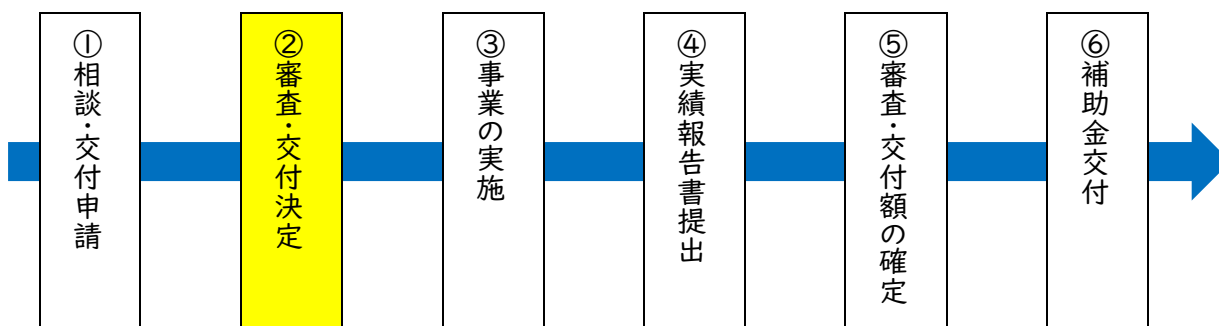 ①相談・交付申請
②審査・交付決定
③事業の実施
④実績報告書提出
⑤審査・交付額の確定
⑥補助金交付